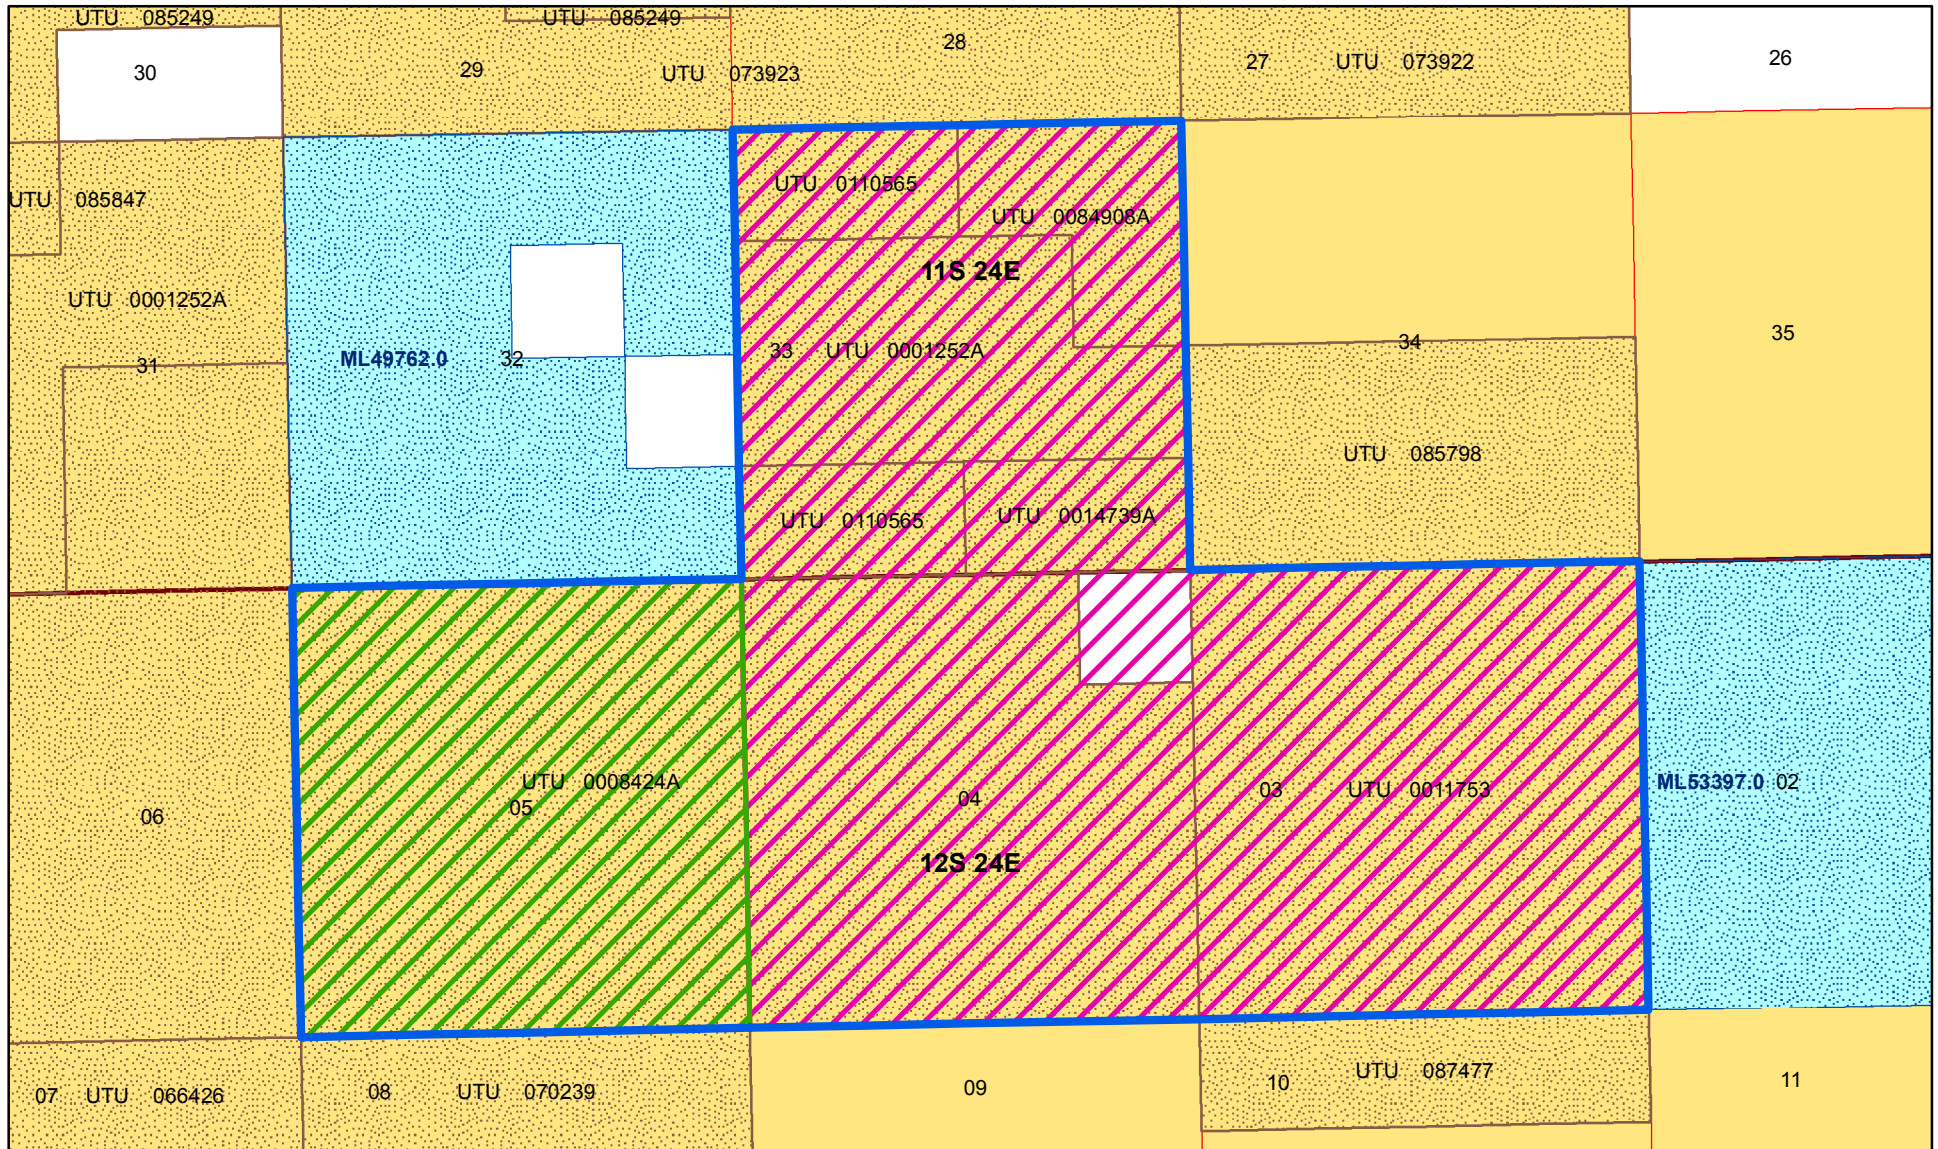 UTU 085249
UTU 085249
28
30
29
UTU 073923
27
UTU 073922
26
UTU 085847
UTU 0110565
UTU 0084908A
11S 24E
UTU 0001252A
31
ML49762.0
32
33
UTU 0001252A
34
35
UTU 085798
UTU 0110565
UTU 0014739A
06
UTU 0008424A
05
04
03
UTU 0011753
ML53397.0
02
12S 24E
07
UTU 066426
08
UTU 070239
09
10
UTU 087477
11